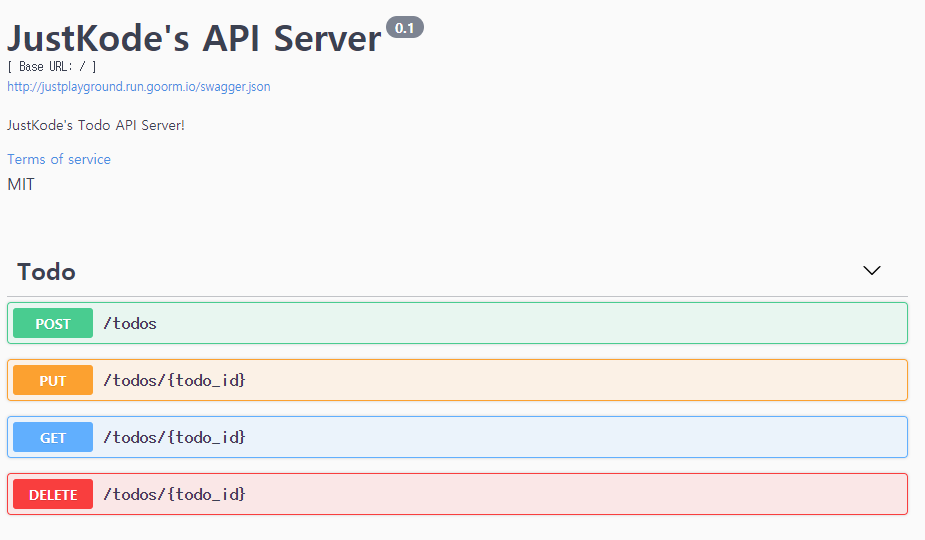 JustKode's API Server 0.1
[ Base URL: / ]
http://justplayground.run.goorm.io/swagger.json
JustKode's Todo API Server!
Terms of service
MIT
Todo
POST /todos
PUT /todos/{todo_id}
GET /todos/{todo_id}
DELETE /todos/{todo_id}